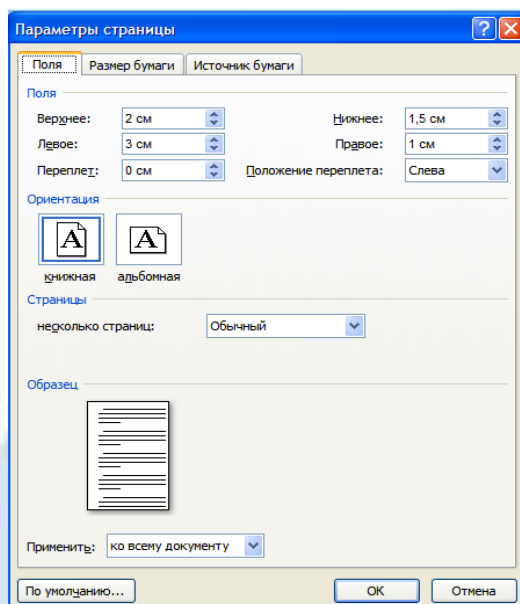 Параметры страницы
Поля Размер бумаги Источник бумаги
Поля
Верхнее: 2 см Нижнее: 1,5 см
Левое: 3 см Правое: 1 см
Переплет: 0 см Положение переплета: Слева
Ориентация
A A
книжная альбомная
Страницы
несколько страниц: Обычный
Образец
Применить: ко всему документу
По умолчанию... ОК Отмена